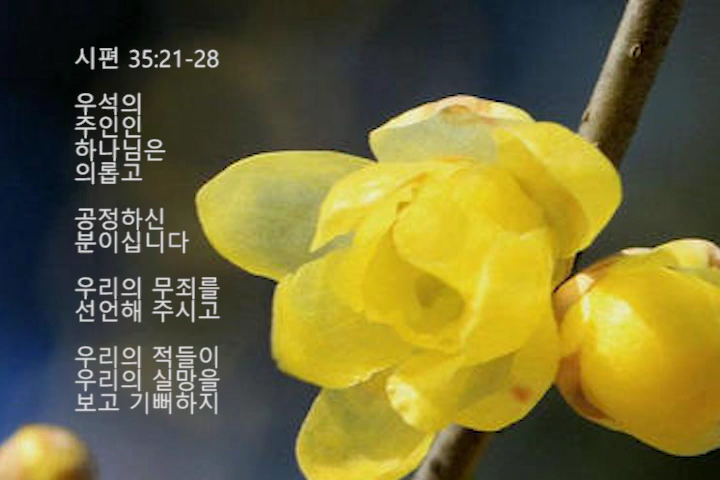 시편 35:21-28
우석의
주인인
하나님은
의롭고
공정하신
분이십니다
우리의 무죄를
선언해 주시고
우리의 적들이
우리의 실망을
보고 기뻐하지